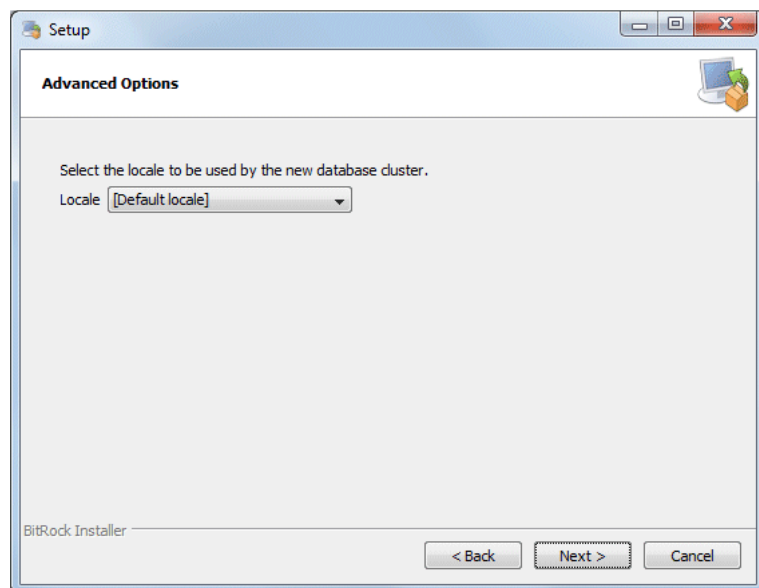 Setup
Advanced Options
Select the locale to be used by the new database cluster.
Locale [Default locale]
BitRock Installer
< Back Next > Cancel